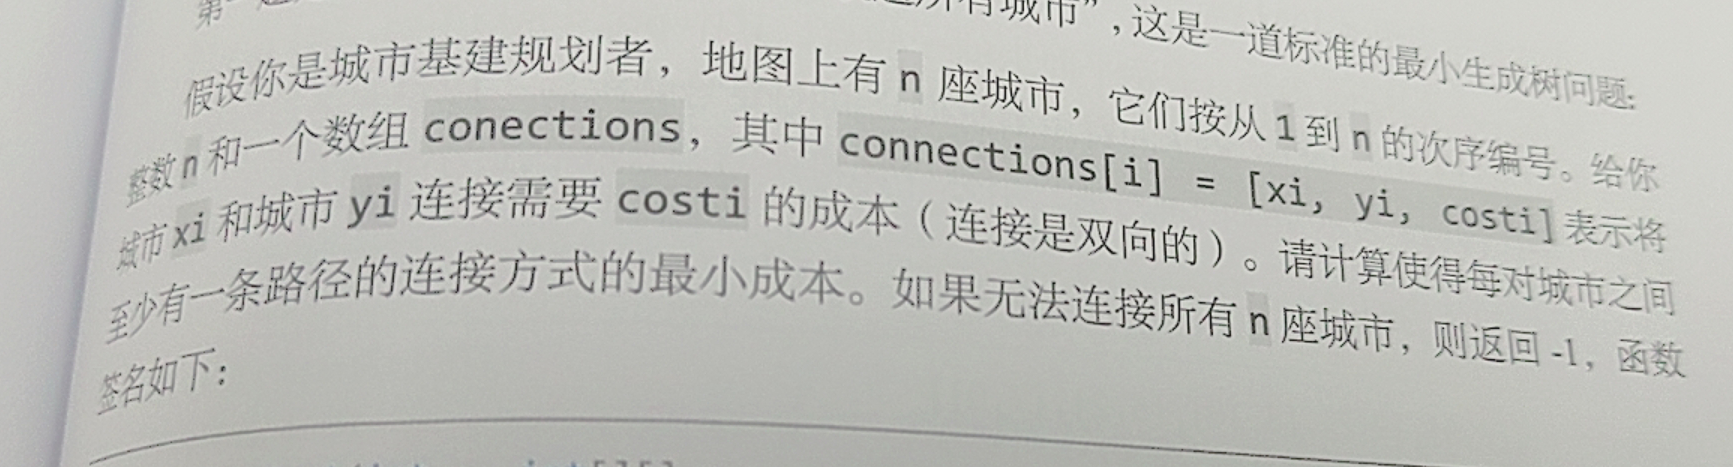 所有城市”，这是一道标准的最小生成树问题：
假设你是城市基建规划者，地图上有 n 座城市，它们按从 1 到 n 的次序编号。给你
整数 n 和一个数组 conections，其中 connections[i] = [xi, yi, costi] 表示将
城市 xi 和城市 yi 连接需要 costi 的成本（连接是双向的）。请计算使得每对城市之间
至少有一条路径的连接方式的最小成本。如果无法连接所有 n 座城市，则返回 -1，函数
签名如下：